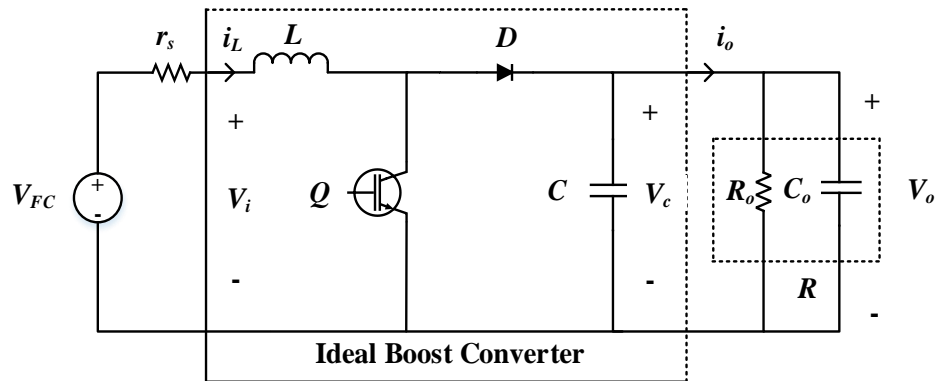 r_s
i_L
L
D
i_o
+
+
+
V_FC
+
-
V_i
Q
C
V_c
R_o
C_o
V_o
-
-
R
-
Ideal Boost Converter